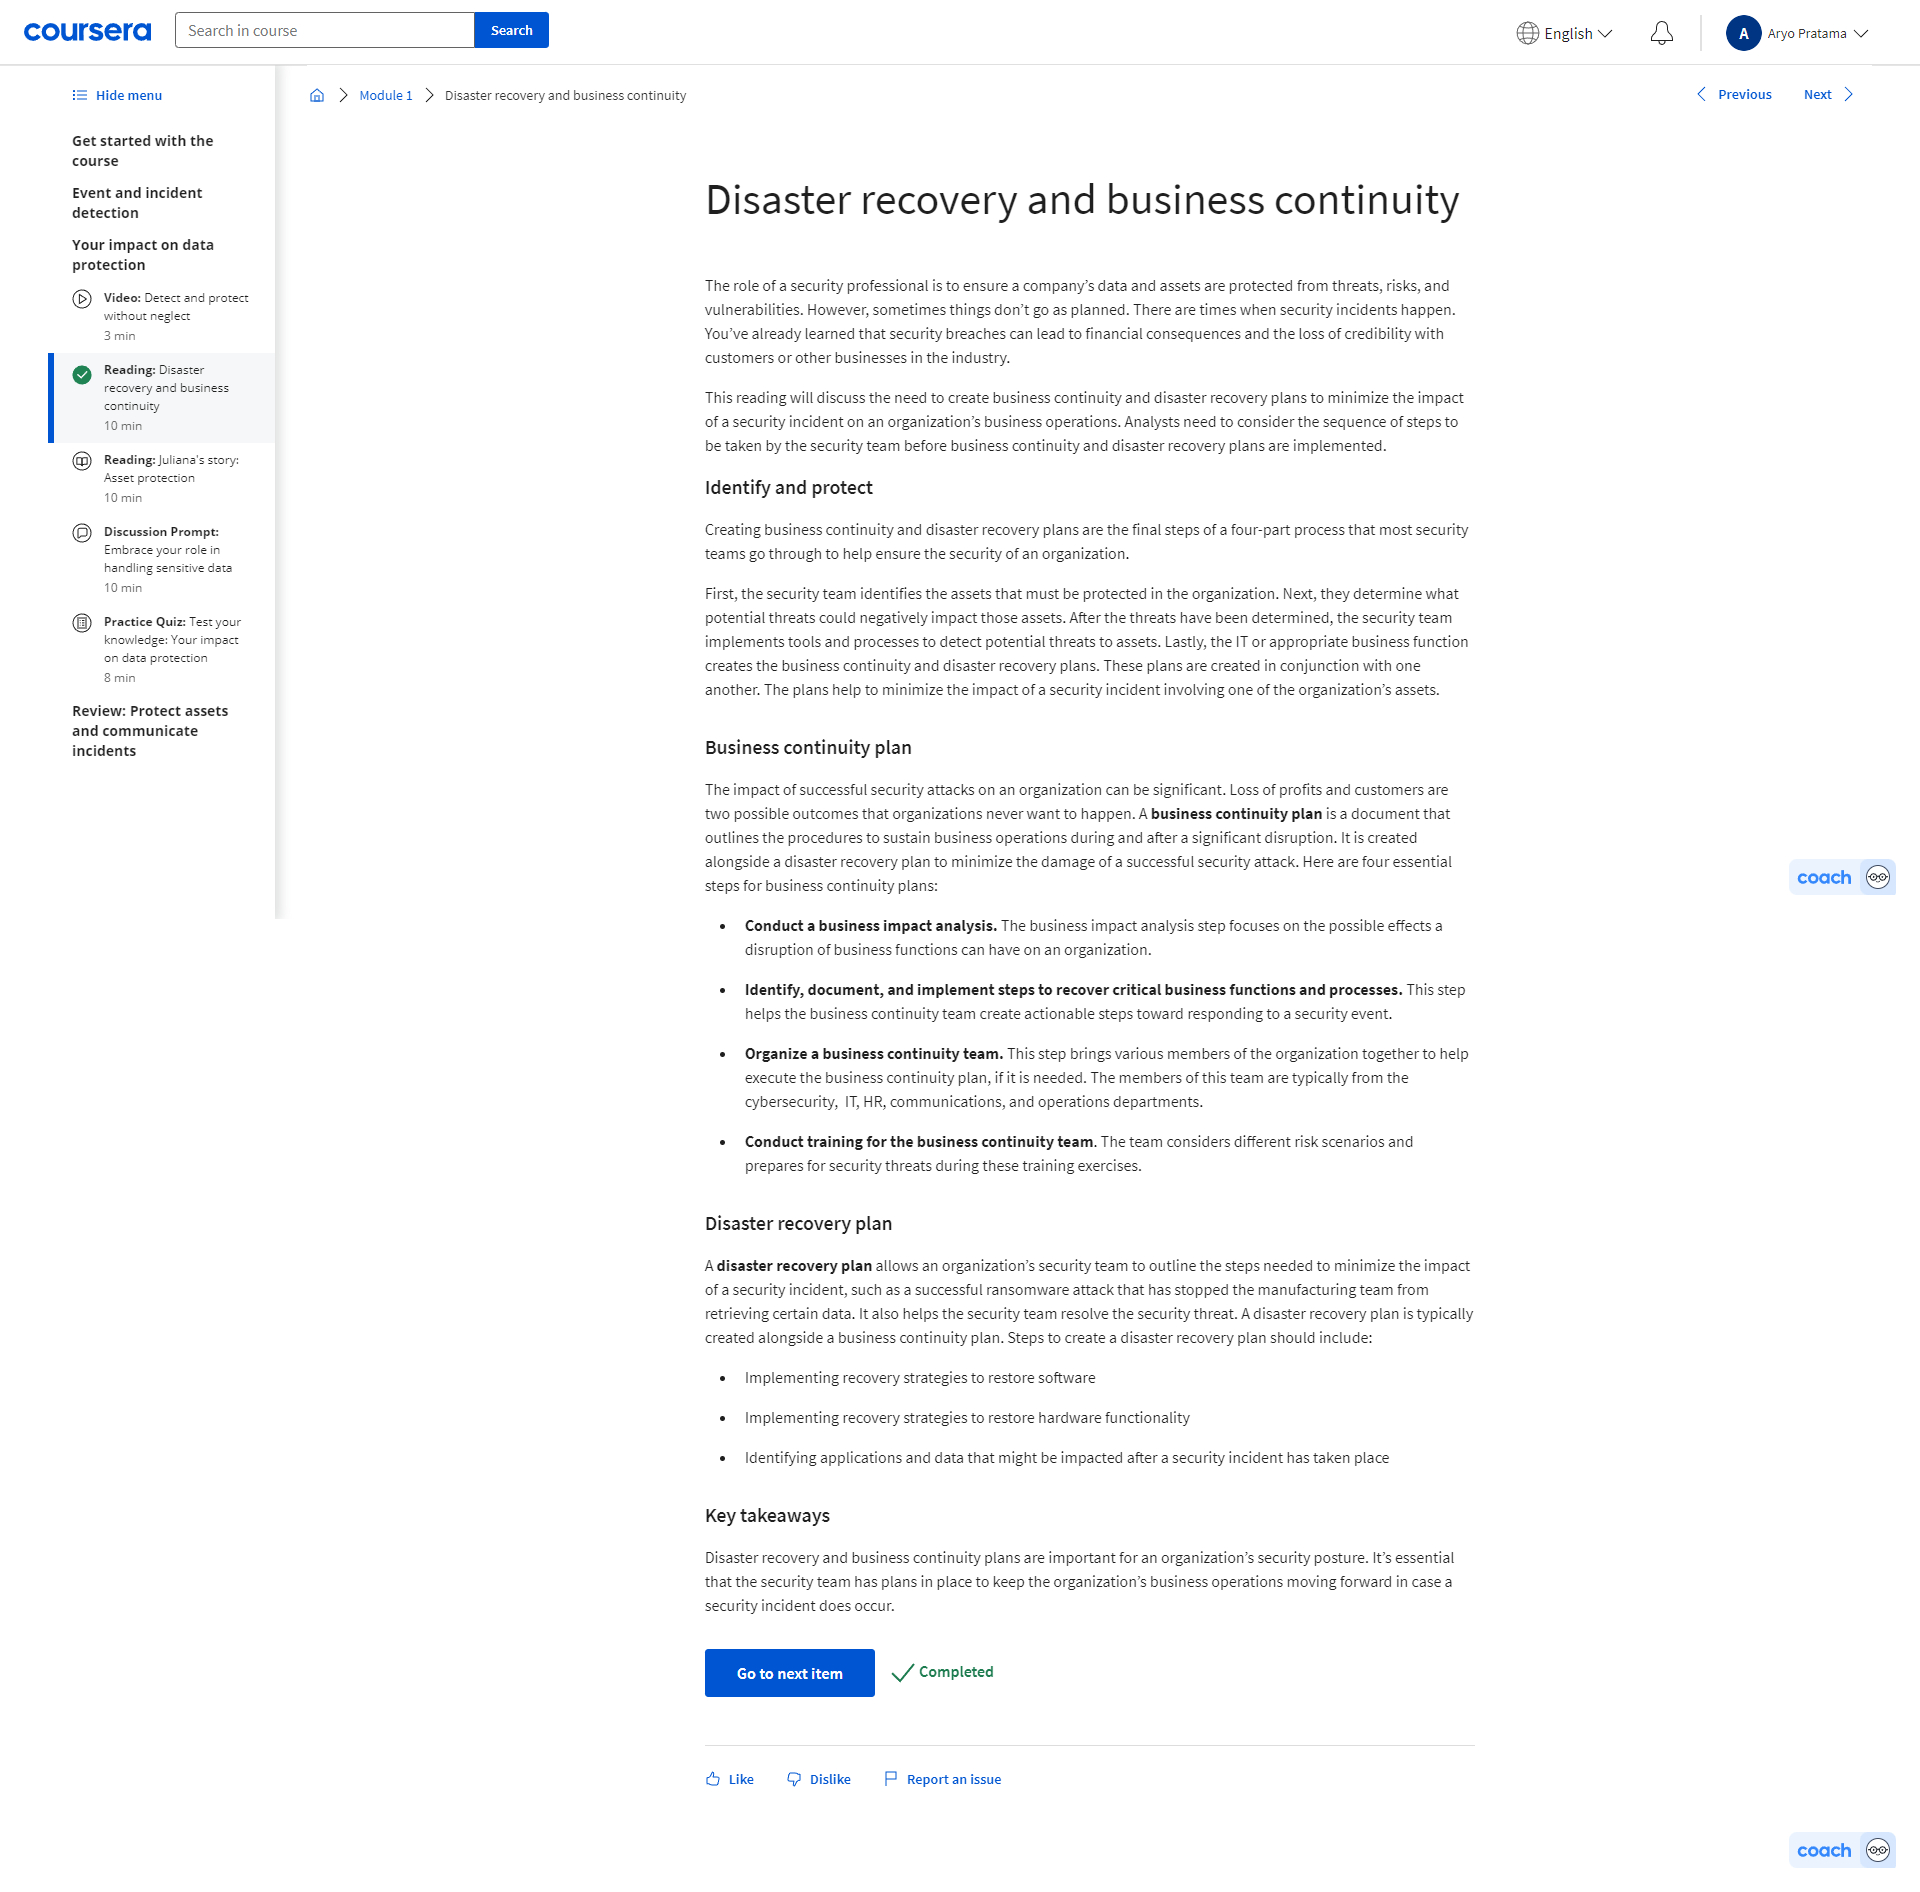 coursera
Search in course
Search
English
A
Aryo Pratama
Hide menu
Get started with the
course
Event and incident
detection
Your impact on data
protection
Video: Detect and protect
without neglect
3 min
Reading: Disaster
recovery and business
continuity
10 min
Reading: Juliana's story:
Asset protection
10 min
Discussion Prompt:
Embrace your role in
handling sensitive data
10 min
Practice Quiz: Test your
knowledge: Your impact
on data protection
8 min
Review: Protect assets
and communicate
incidents
Module 1
Disaster recovery and business continuity
Previous
Next
Disaster recovery and business continuity
The role of a security professional is to ensure a company’s data and assets are protected from threats, risks, and
vulnerabilities. However, sometimes things don’t go as planned. There are times when security incidents happen.
You’ve already learned that security breaches can lead to financial consequences and the loss of credibility with
customers or other businesses in the industry.
This reading will discuss the need to create business continuity and disaster recovery plans to minimize the impact
of a security incident on an organization’s business operations. Analysts need to consider the sequence of steps to
be taken by the security team before business continuity and disaster recovery plans are implemented.
Identify and protect
Creating business continuity and disaster recovery plans are the final steps of a four-part process that most security
teams go through to help ensure the security of an organization.
First, the security team identifies the assets that must be protected in the organization. Next, they determine what
potential threats could negatively impact those assets. After the threats have been determined, the security team
implements tools and processes to detect potential threats to assets. Lastly, the IT or appropriate business function
creates the business continuity and disaster recovery plans. These plans are created in conjunction with one
another. The plans help to minimize the impact of a security incident involving one of the organization’s assets.
Business continuity plan
The impact of successful security attacks on an organization can be significant. Loss of profits and customers are
two possible outcomes that organizations never want to happen. A business continuity plan is a document that
outlines the procedures to sustain business operations during and after a significant disruption. It is created
alongside a disaster recovery plan to minimize the damage of a successful security attack. Here are four essential
steps for business continuity plans:
• Conduct a business impact analysis. The business impact analysis step focuses on the possible effects a
disruption of business functions can have on an organization.
• Identify, document, and implement steps to recover critical business functions and processes. This step
helps the business continuity team create actionable steps toward responding to a security event.
• Organize a business continuity team. This step brings various members of the organization together to help
execute the business continuity plan, if it is needed. The members of this team are typically from the
cybersecurity,  IT, HR, communications, and operations departments.
• Conduct training for the business continuity team. The team considers different risk scenarios and
prepares for security threats during these training exercises.
Disaster recovery plan
A disaster recovery plan allows an organization’s security team to outline the steps needed to minimize the impact
of a security incident, such as a successful ransomware attack that has stopped the manufacturing team from
retrieving certain data. It also helps the security team resolve the security threat. A disaster recovery plan is typically
created alongside a business continuity plan. Steps to create a disaster recovery plan should include:
• Implementing recovery strategies to restore software
• Implementing recovery strategies to restore hardware functionality
• Identifying applications and data that might be impacted after a security incident has taken place
Key takeaways
Disaster recovery and business continuity plans are important for an organization’s security posture. It’s essential
that the security team has plans in place to keep the organization’s business operations moving forward in case a
security incident does occur.
Go to next item
Completed
Like
Dislike
Report an issue
coach
coach